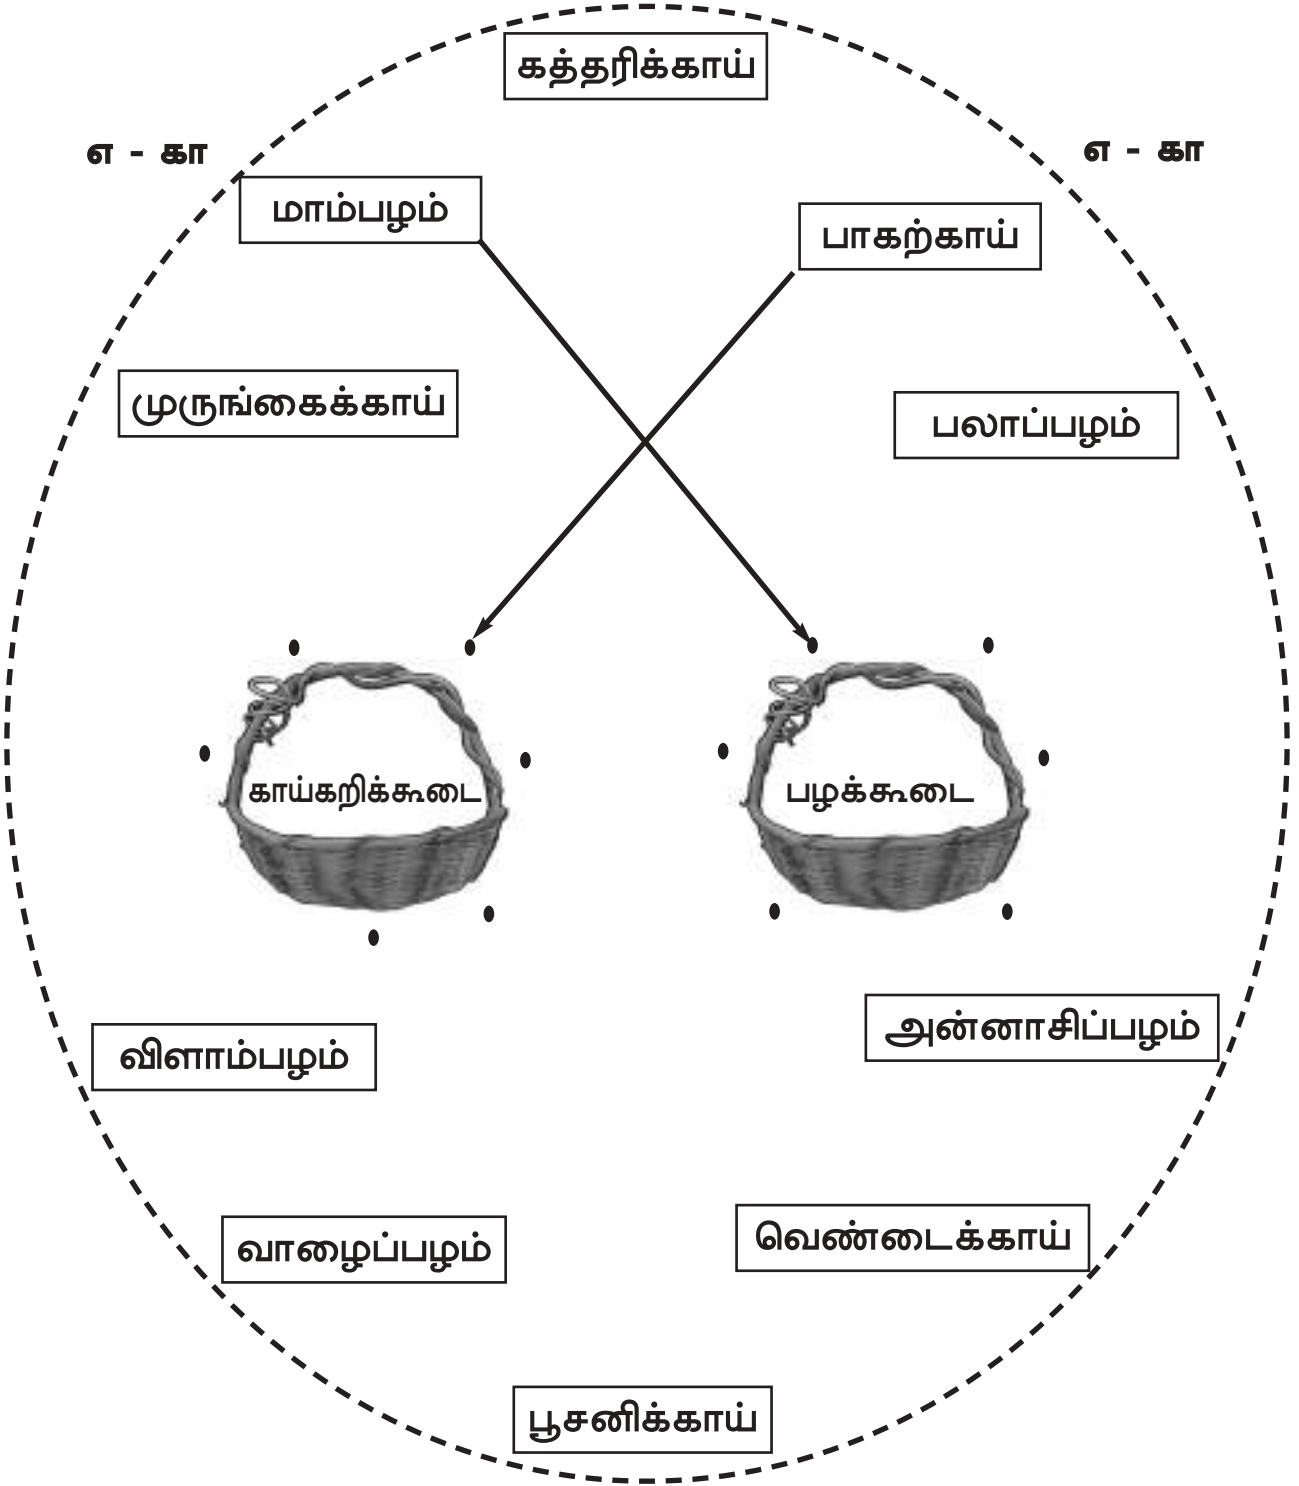 கத்தரிக்காய்
எ - கா
எ - கா
மாம்பழம்
பாகற்காய்
முருங்கைக்காய்
பலாப்பழம்
காய்கறிக்கூடை
பழக்கூடை
விளாம்பழம்
அன்னாசிப்பழம்
வாழைப்பழம்
வெண்டைக்காய்
பூசனிக்காய்